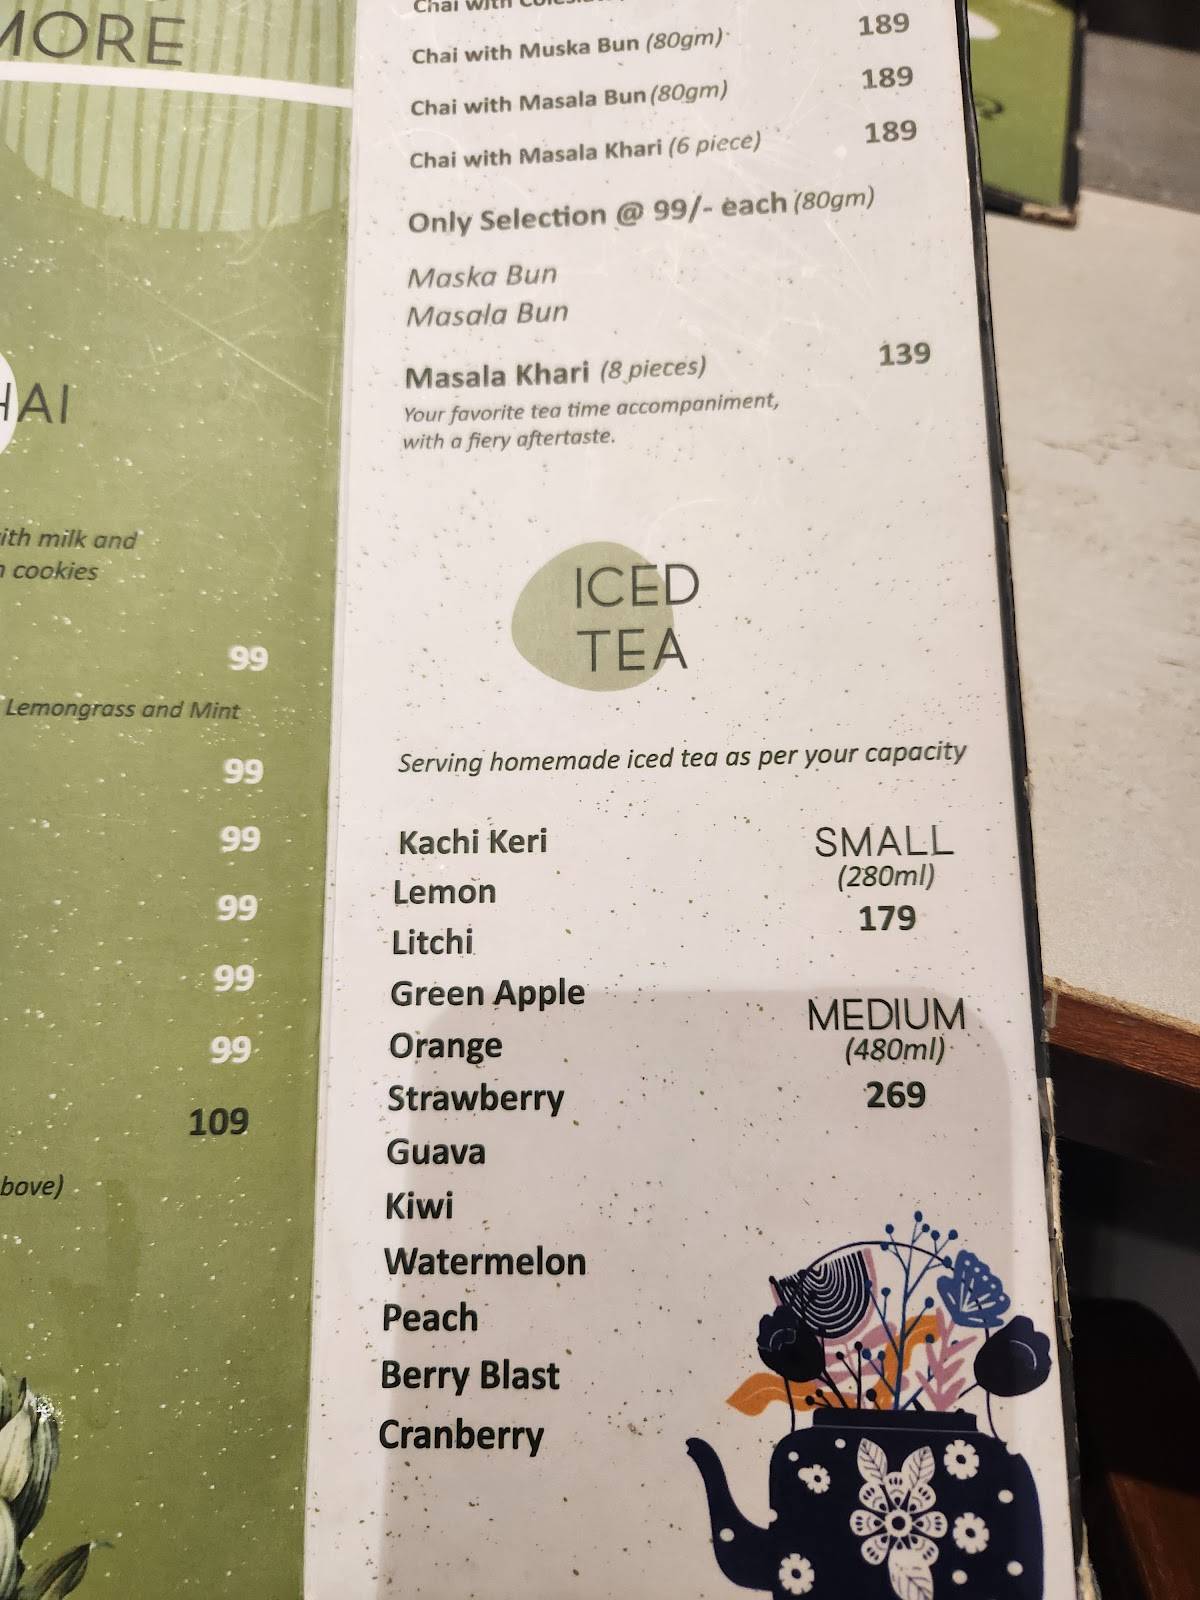 MORE
HAI
ith milk and
cookies
99
Lemongrass and Mint
99
99
99
99
99
109
bove)
Chai with
Chai with Muska Bun (80gm) 189
Chai with Masala Bun (80gm) 189
Chai with Masala Khari (6 piece) 189
Only Selection @ 99/- each (80gm)
Maska Bun
Masala Bun
Masala Khari (8 pieces) 139
Your favorite tea time accompaniment,
with a fiery aftertaste.
ICED
TEA
Serving homemade iced tea as per your capacity
Kachi Keri
Lemon
Litchi
Green Apple
Orange
Strawberry
Guava
Kiwi
Watermelon
Peach
Berry Blast
Cranberry
SMALL
(280ml)
179
MEDIUM
(480ml)
269